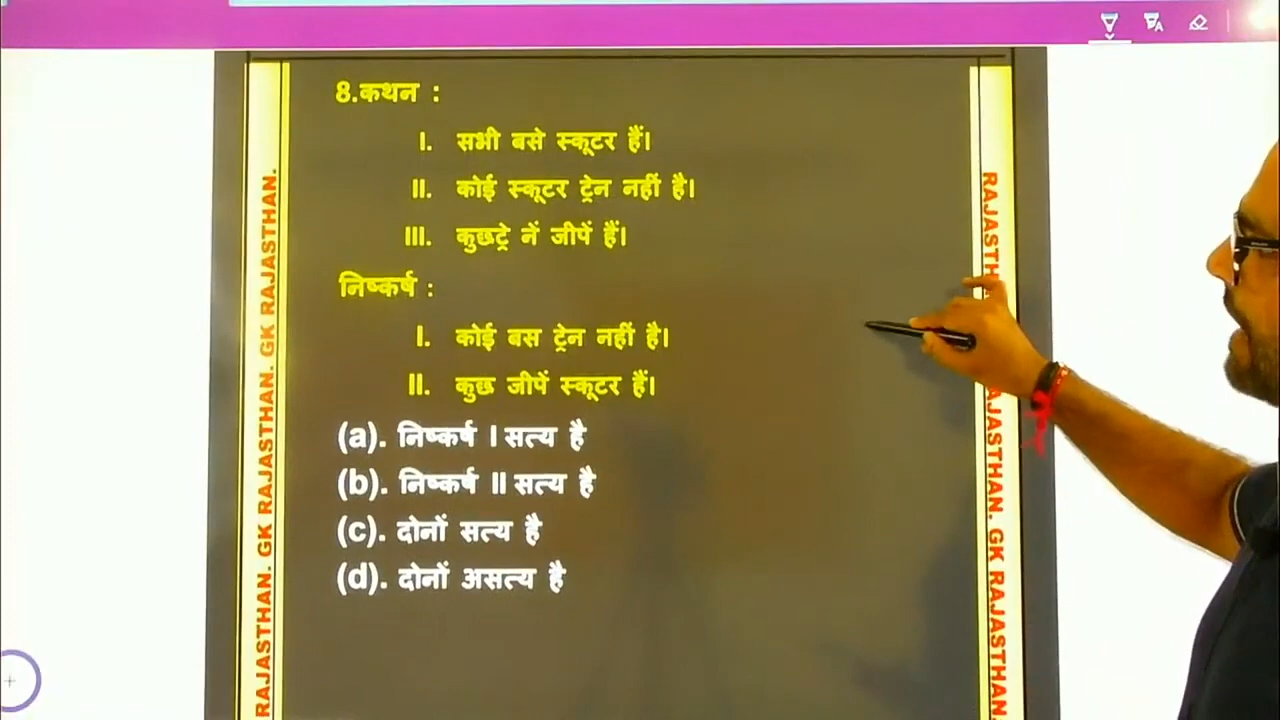 8.कथन :
I. सभी बसे स्कूटर हैं।
II. कोई स्कूटर ट्रेन नहीं है।
III. कुछट्रे नें जीपें हैं।
निष्कर्ष :
I. कोई बस ट्रेन नहीं है।
II. कुछ जीपें स्कूटर हैं।
(a). निष्कर्ष I सत्य है
(b). निष्कर्ष II सत्य है
(c). दोनों सत्य है
(d). दोनों असत्य है
RAJASTHAN. GK RAJASTHAN. GK RAJASTHAN.
RAJASTH AJASTHAN. GK RAJASTHAN.